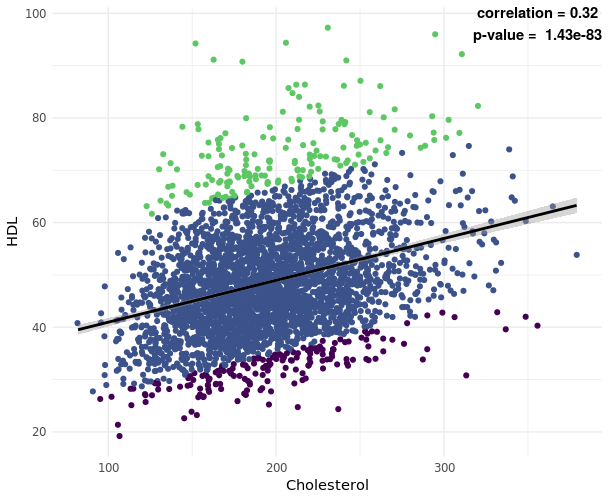 correlation = 0.32
p-value = 1.43e-83
100
80
60
40
20
HDL
100
200
300
Cholesterol